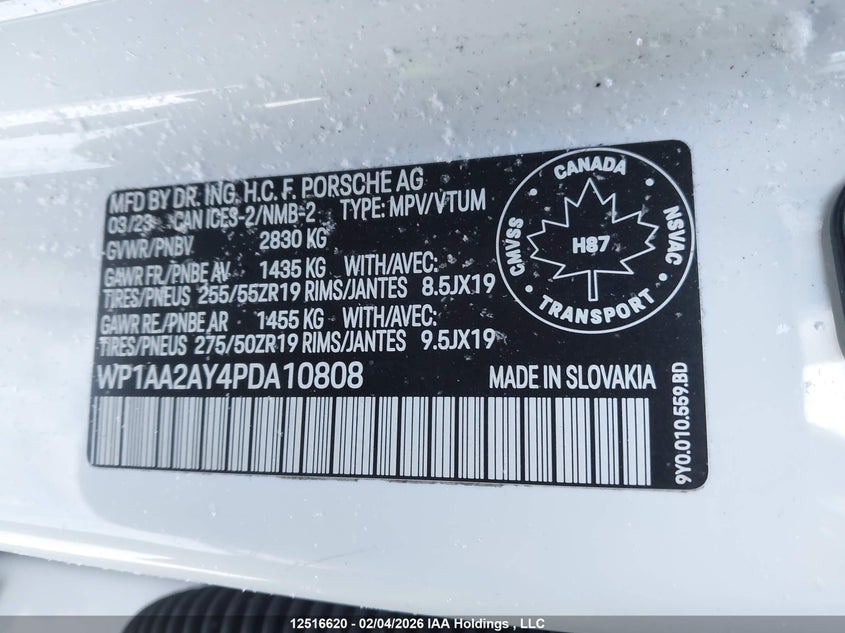 MFD BY DR. ING. H.C. F. PORSCHE AG
03/23 CAN ICES-2/NMB-2 TYPE: MPV/VTUM
GVWR/PNBV 2830 KG
GAWR FR/PNBE AV 1435 KG WITH/AVEC:
TIRES/PNEUS 255/55ZR19 RIMS/JANTES 8.5JX19
GAWR RE/PNBE AR 1455 KG WITH/AVEC:
TIRES/PNEUS 275/50ZR19 RIMS/JANTES 9.5JX19
WP1AA2AY4PDA10808 MADE IN SLOVAKIA
CANADA
CMVSS
NSVAC
H87
TRANSPORT
9Y0.010.559.BD
12516620 - 02/04/2026 IAA Holdings , LLC